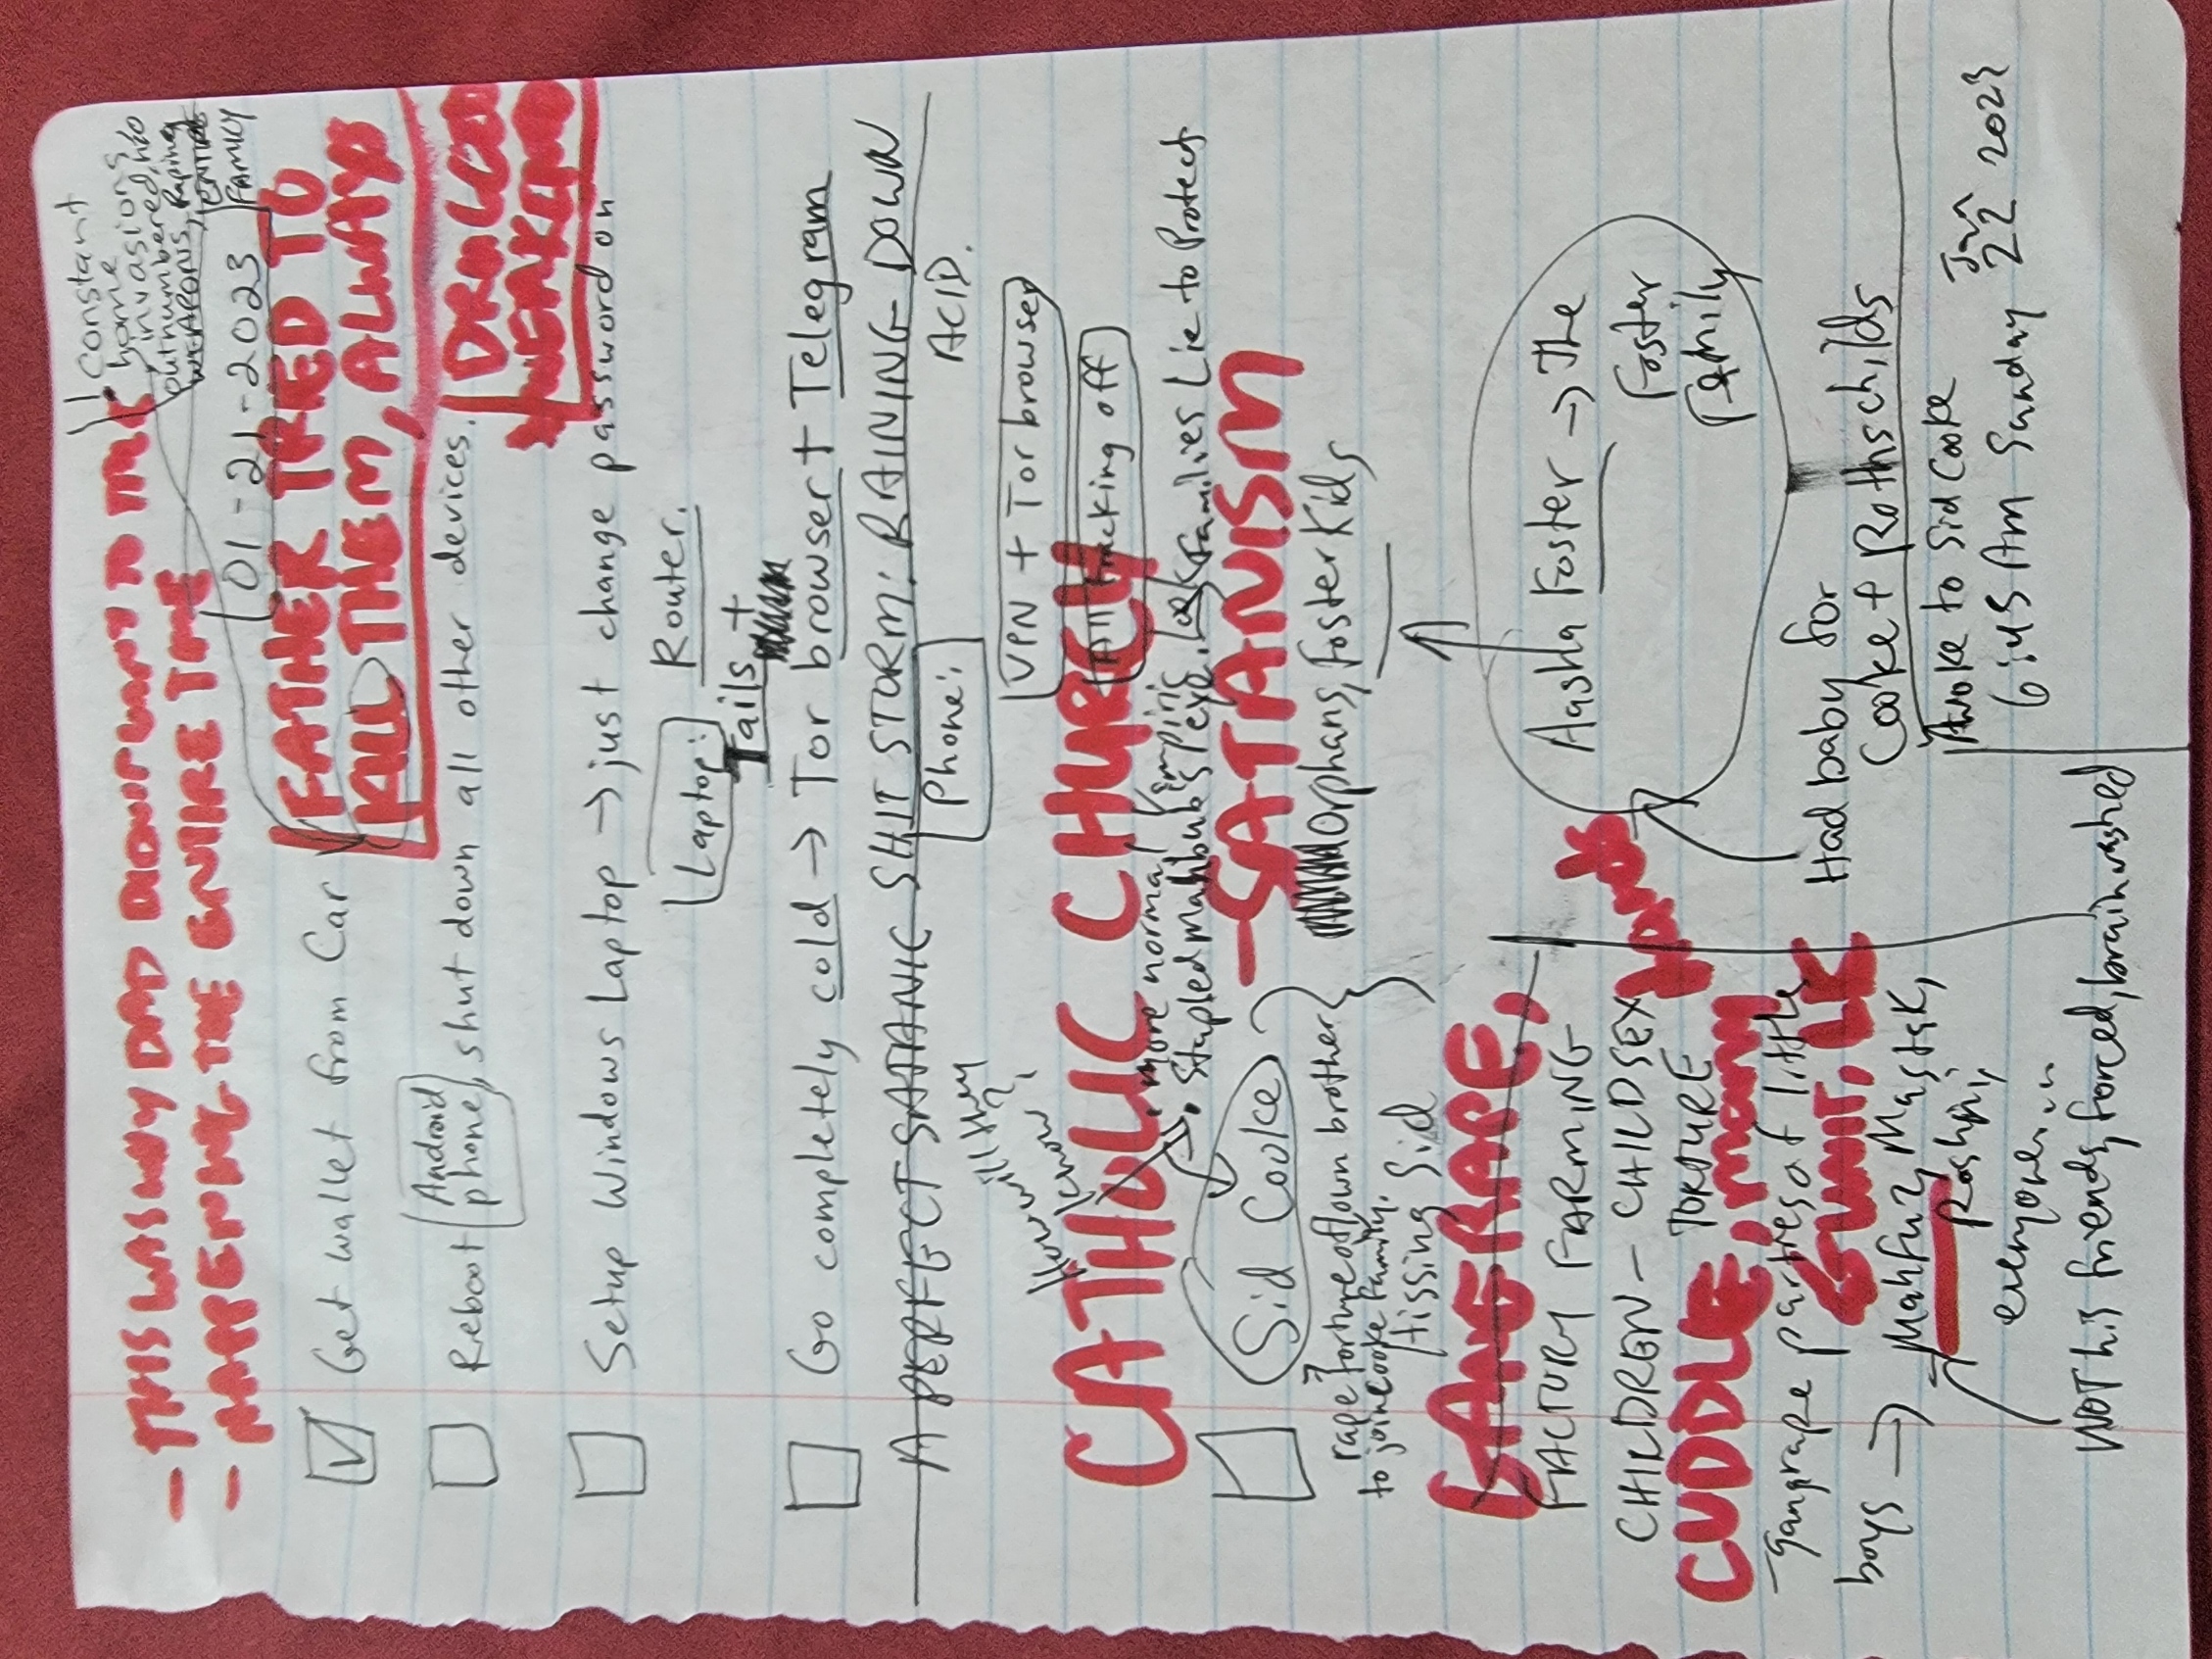 ! Constant
home
invasions,
outnumbered, no
WEAPONS, Raping
ENTIRE
FAMILY
- THIS WAS WHY DAD DIDN'T WANT TO
- HAPPENING THE ENTIRE TIME
01-21-2023
Get wallet from Car
FATHER TRIED TO
KILL THEM, ALWAYS
Reboot Android phone, shut down all other devices.
DRUGGED
WEAKENED
Setup Windows Laptop → just change password on
Router.
Laptop:
Tails +
Go completely cold → Tor browser + Telegram
A PERFECT SATANIC SHIT STORM: RAINING DOWN
ACID.
Phone:
How will they
know?
VPN + Tor browser
CATHOLIC CHURCH
All tracking off
• more normal Vampiric
• Stapled Mahbub's eye. Look Families Lie to Protect
Sid Cooke
- SATANISM
rape torture of own brother
to join Cooke family.
Orphans, Foster Kids
Sid
GANGRAPE,
FACTORY FARMING
CHILDREN - CHILD SEX
TORTURE
Aasha Foster → The
Foster
Family
CUDDLE, many
hands
- gangrape parties of little
boys →
GUNIT, LK
Had baby for
Cooke + Rothschilds
Mahfuz, Mastak,
Roshni,
everyone...
Awoke to Sid Cooke
6:45 Am Sunday Jan 22 2023
NOT his friends, forced, brainwashed